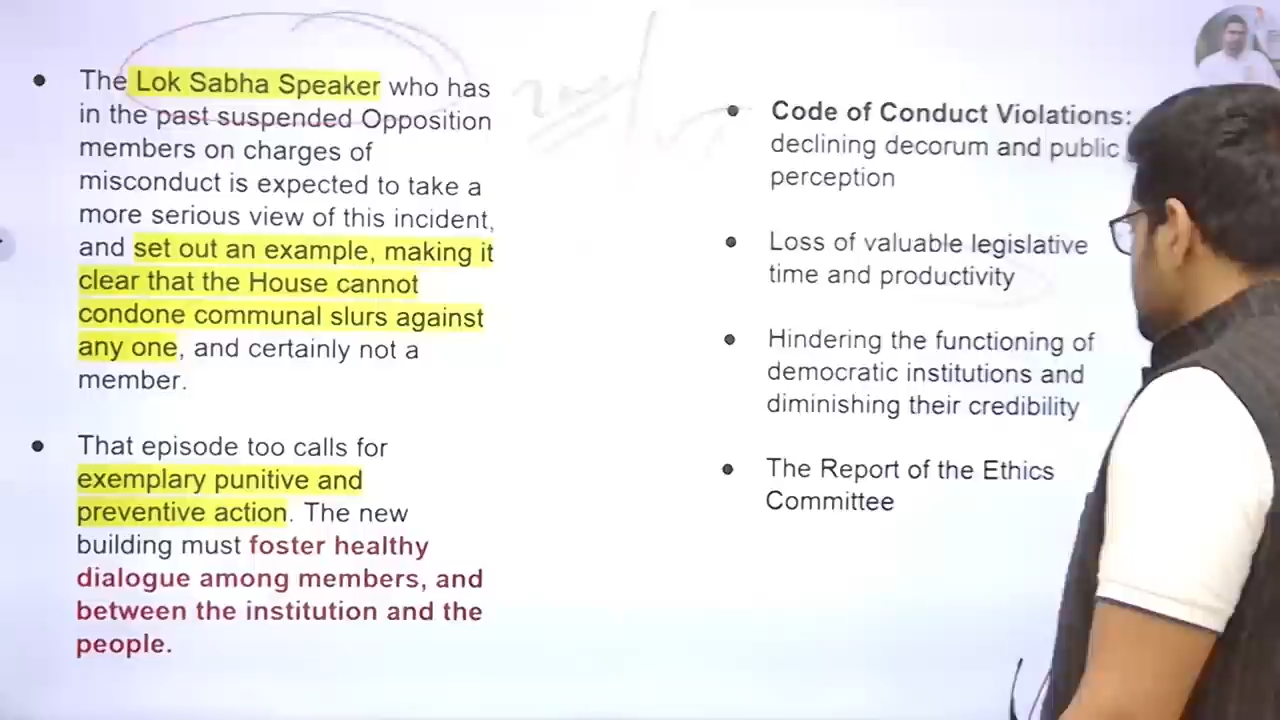 The Lok Sabha Speaker who has
in the past suspended Opposition
members on charges of
misconduct is expected to take a
more serious view of this incident,
and set out an example, making it
clear that the House cannot
condone communal slurs against
any one, and certainly not a
member.
That episode too calls for
exemplary punitive and
preventive action. The new
building must foster healthy
dialogue among members, and
between the institution and the
people.
Code of Conduct Violations:
declining decorum and public
perception
Loss of valuable legislative
time and productivity
Hindering the functioning of
democratic institutions and
diminishing their credibility
The Report of the Ethics
Committee